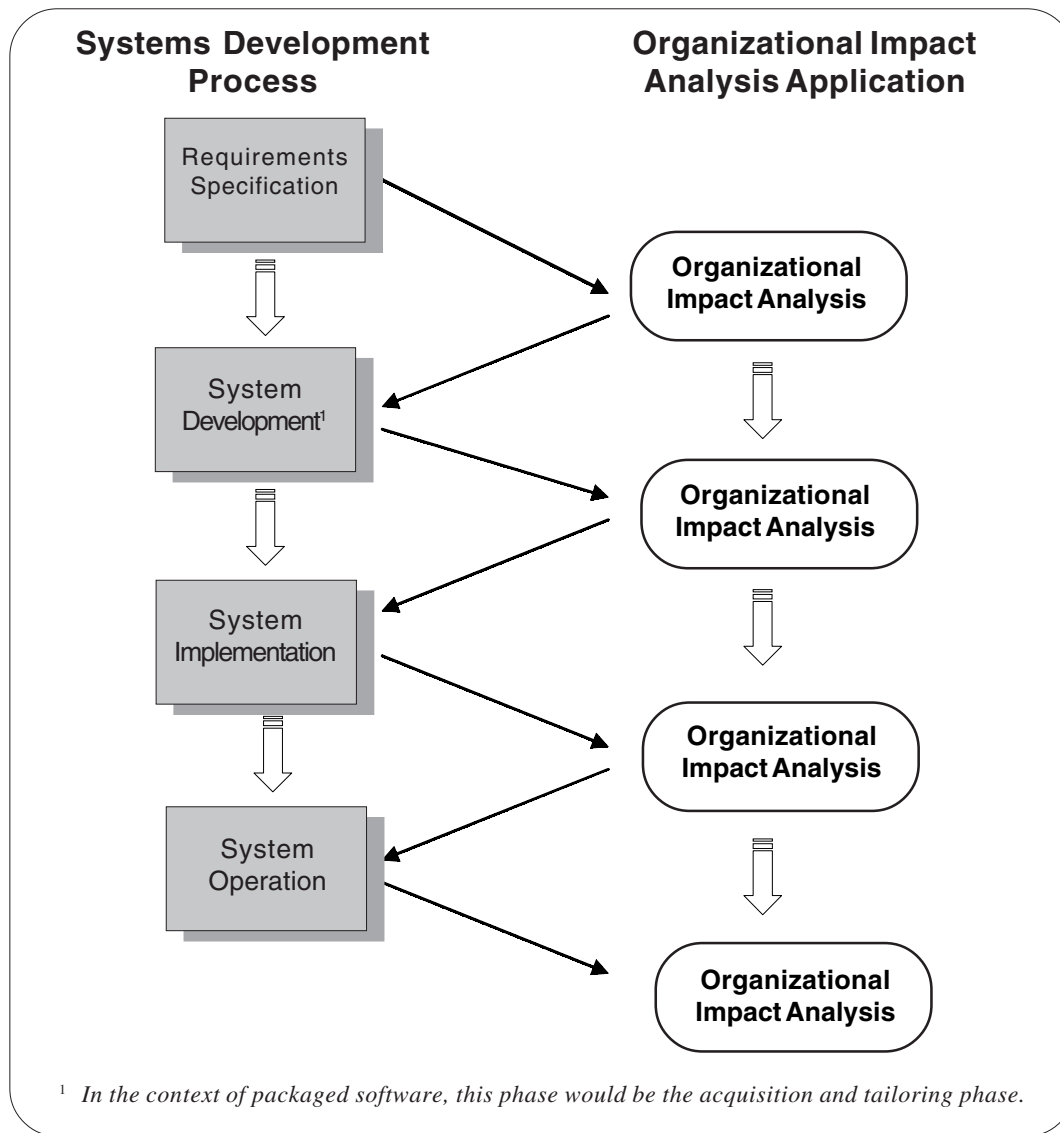 Systems Development
Process
Organizational Impact
Analysis Application
Requirements
Specification
Organizational
Impact Analysis
System
Development¹
Organizational
Impact Analysis
System
Implementation
Organizational
Impact Analysis
System
Operation
Organizational
Impact Analysis
¹ In the context of packaged software, this phase would be the acquisition and tailoring phase.